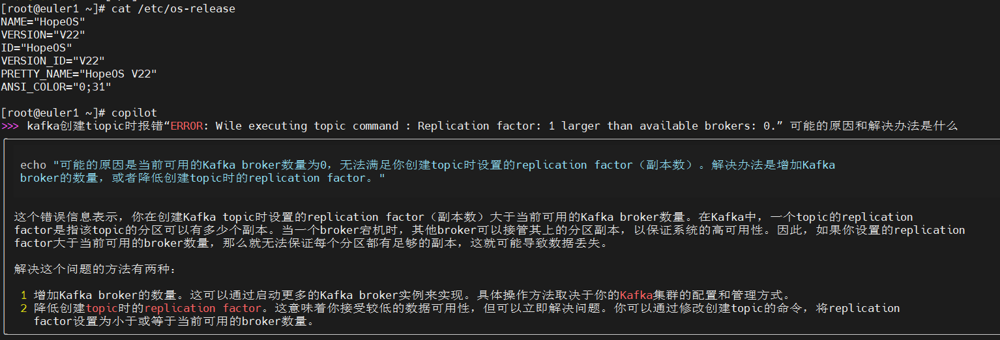 [root@euler1 ~]# cat /etc/os-release
NAME="HopeOS"
VERSION="V22"
ID="HopeOS"
VERSION_ID="V22"
PRETTY_NAME="HopeOS V22"
ANSI_COLOR="0;31"
[root@euler1 ~]# copilot
>>> kafka创建tiopic时报错“ERROR: Wile executing topic command : Replication factor: 1 larger than available brokers: 0.” 可能的原因和解决办法是什么
echo "可能的原因是当前可用的Kafka broker数量为0，无法满足你创建topic时设置的replication factor（副本数）。解决办法是增加Kafka
broker的数量，或者降低创建topic时的replication factor。"
这个错误信息表示，你在创建Kafka topic时设置的replication factor（副本数）大于当前可用的Kafka broker数量。在Kafka中，一个topic的replication
factor是指该topic的分区可以有多少个副本。当一个broker宕机时，其他broker可以接管其上的分区副本，以保证系统的高可用性。因此，如果你设置的replication
factor大于当前可用的broker数量，那么就无法保证每个分区都有足够的副本，这就可能导致数据丢失。
解决这个问题的方法有两种：
1 增加Kafka broker的数量。这可以通过启动更多的Kafka broker实例来实现。具体操作方法取决于你的Kafka集群的配置和管理方式。
2 降低创建topic时的replication factor。这意味着你接受较低的数据可用性，但可以立即解决问题。你可以通过修改创建topic的命令，将replication
factor设置为小于或等于当前可用的broker数量。